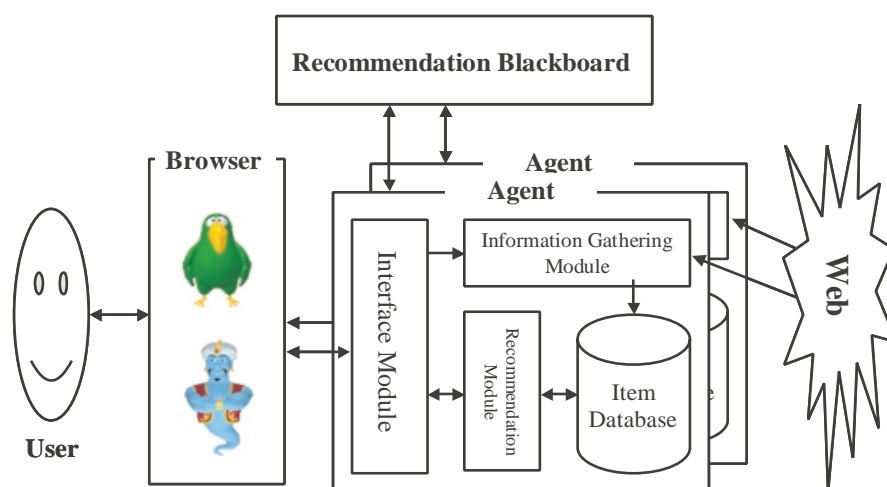 Recommendation Blackboard
Browser
Agent
Agent
Information Gathering
Module
Interface Module
Recommendation
Module
Item
Database
Web
User